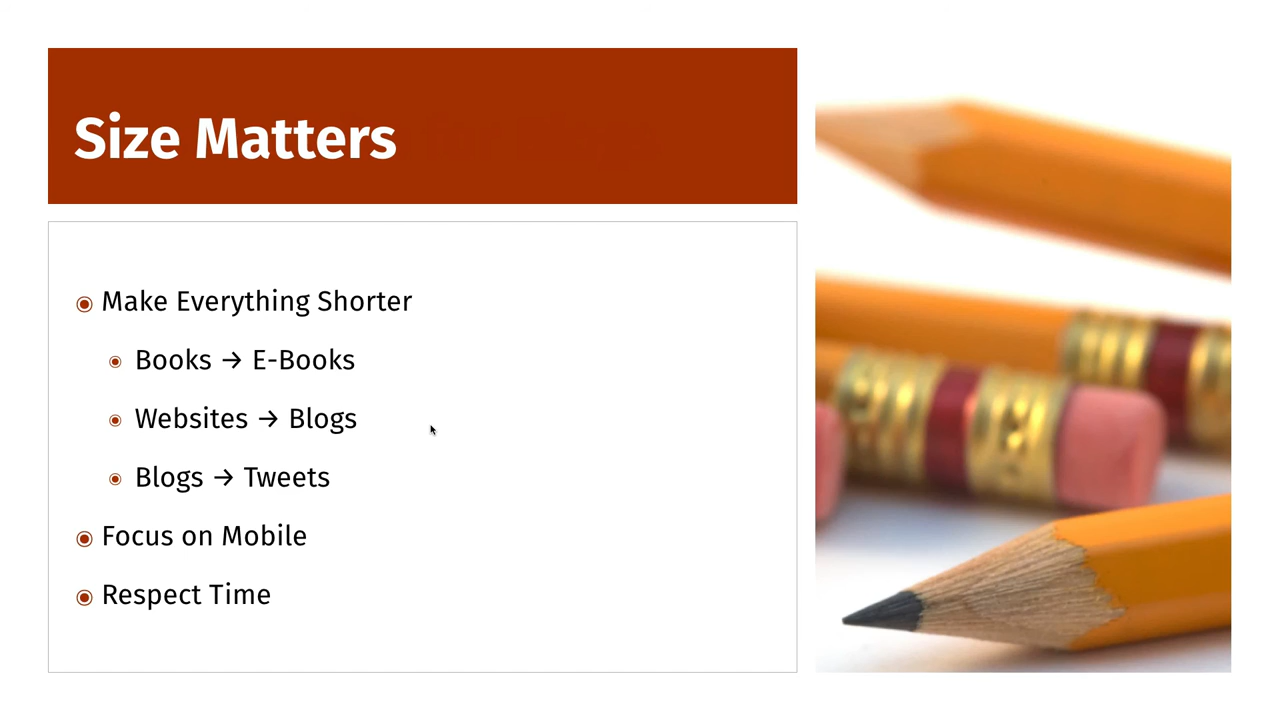 Size Matters
Make Everything Shorter
Books → E-Books
Websites → Blogs
Blogs → Tweets
Focus on Mobile
Respect Time